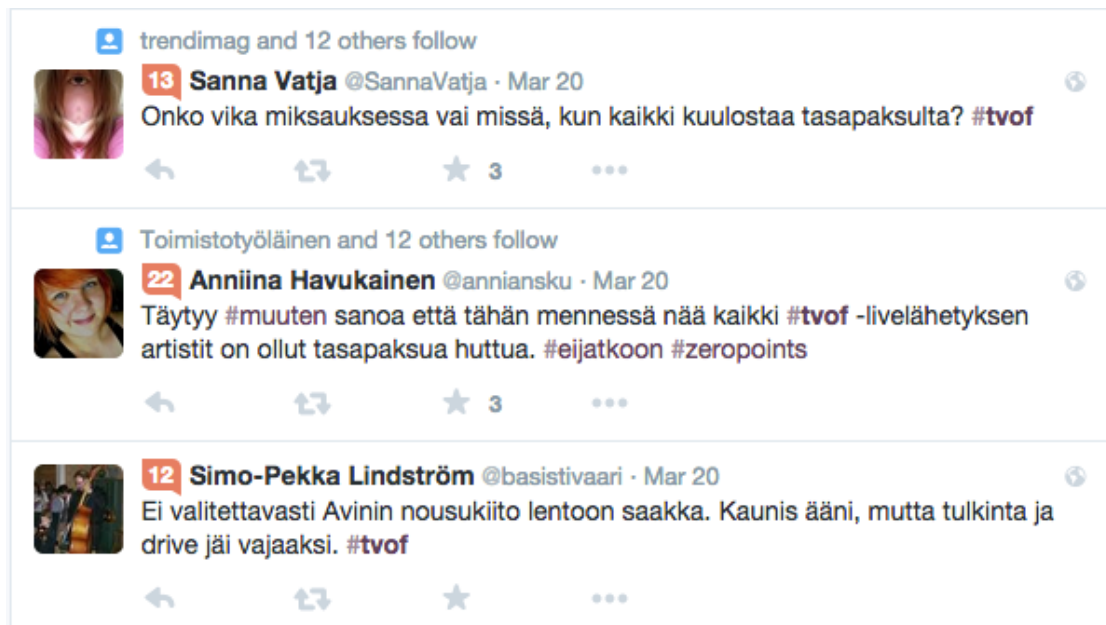 trendimag and 12 others follow
13 Sanna Vatja @SannaVatja · Mar 20
Onko vika miksauksessa vai missä, kun kaikki kuulostaa tasapaksulta? #tvof
3
Toimistotyöläinen and 12 others follow
22 Anniina Havukainen @anniansku · Mar 20
Täytyy #muuten sanoa että tähän mennessä nää kaikki #tvof -livelähetyksen
artistit on ollut tasapaksua huttua. #eijatkoon #zeropoints
3
12 Simo-Pekka Lindström @basistivaari · Mar 20
Ei valitettavasti Avinin nousukiito lentoon saakka. Kaunis ääni, mutta tulkinta ja
drive jäi vajaaksi. #tvof